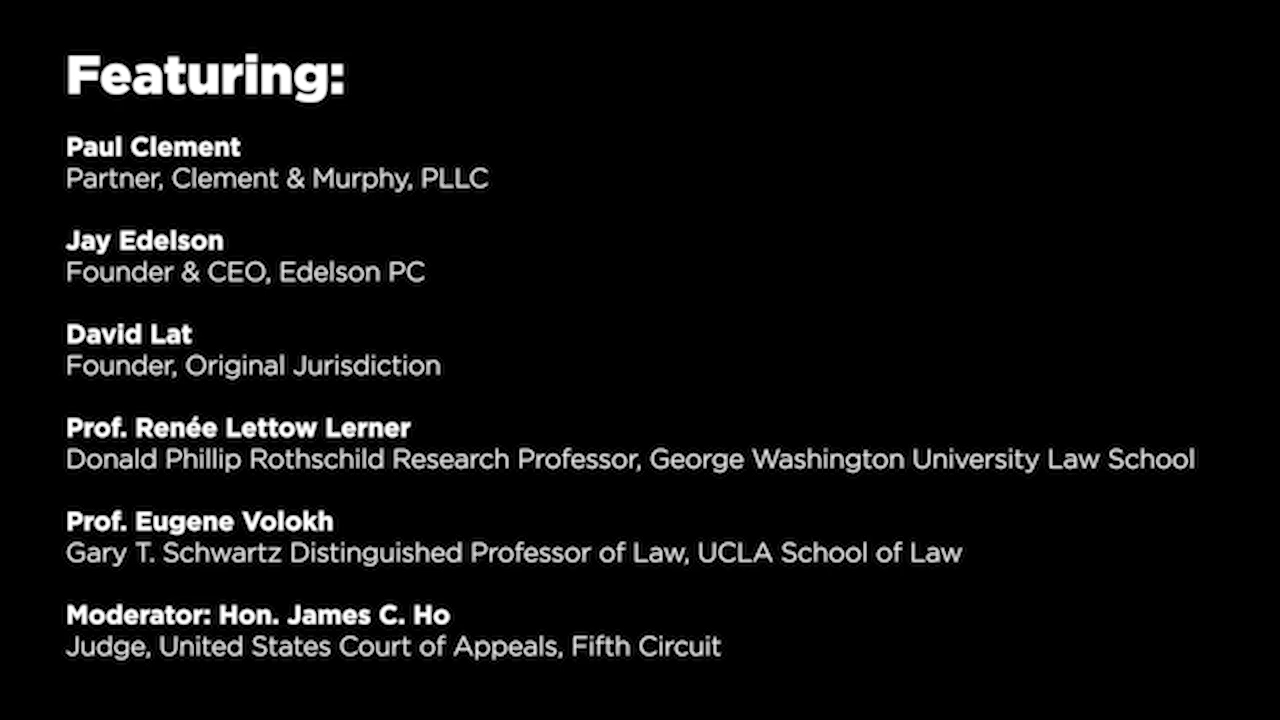 Featuring:
Paul Clement
Partner, Clement & Murphy, PLLC
Jay Edelson
Founder & CEO, Edelson PC
David Lat
Founder, Original Jurisdiction
Prof. Renée Lettow Lerner
Donald Phillip Rothschild Research Professor, George Washington University Law School
Prof. Eugene Volokh
Gary T. Schwartz Distinguished Professor of Law, UCLA School of Law
Moderator: Hon. James C. Ho
Judge, United States Court of Appeals, Fifth Circuit